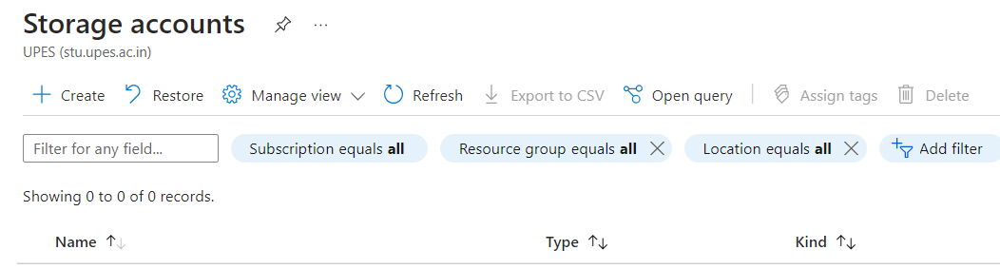 Storage accounts
UPES (stu.upes.ac.in)
Create Restore Manage view Refresh Export to CSV Open query Assign tags Delete
Filter for any field... Subscription equals all Resource group equals all Location equals all Add filter
Showing 0 to 0 of 0 records.
Name Type Kind